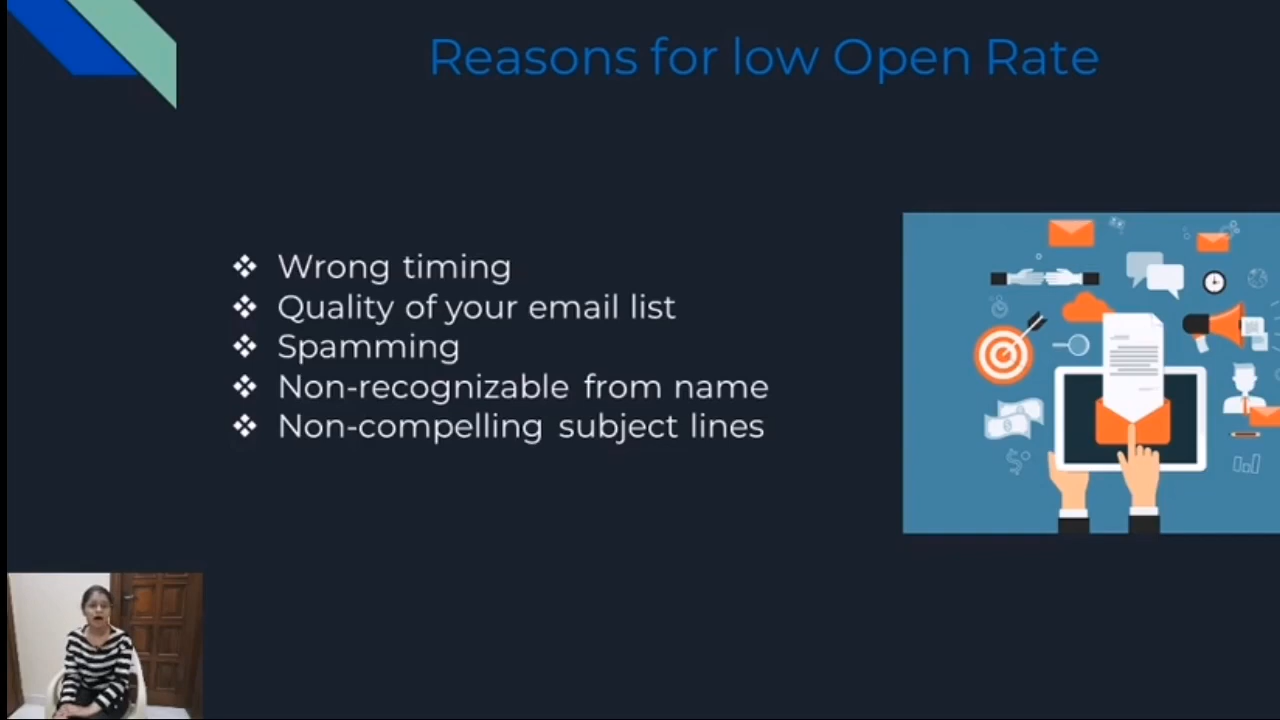 Reasons for low Open Rate
❖ Wrong timing
❖ Quality of your email list
❖ Spamming
❖ Non-recognizable from name
❖ Non-compelling subject lines